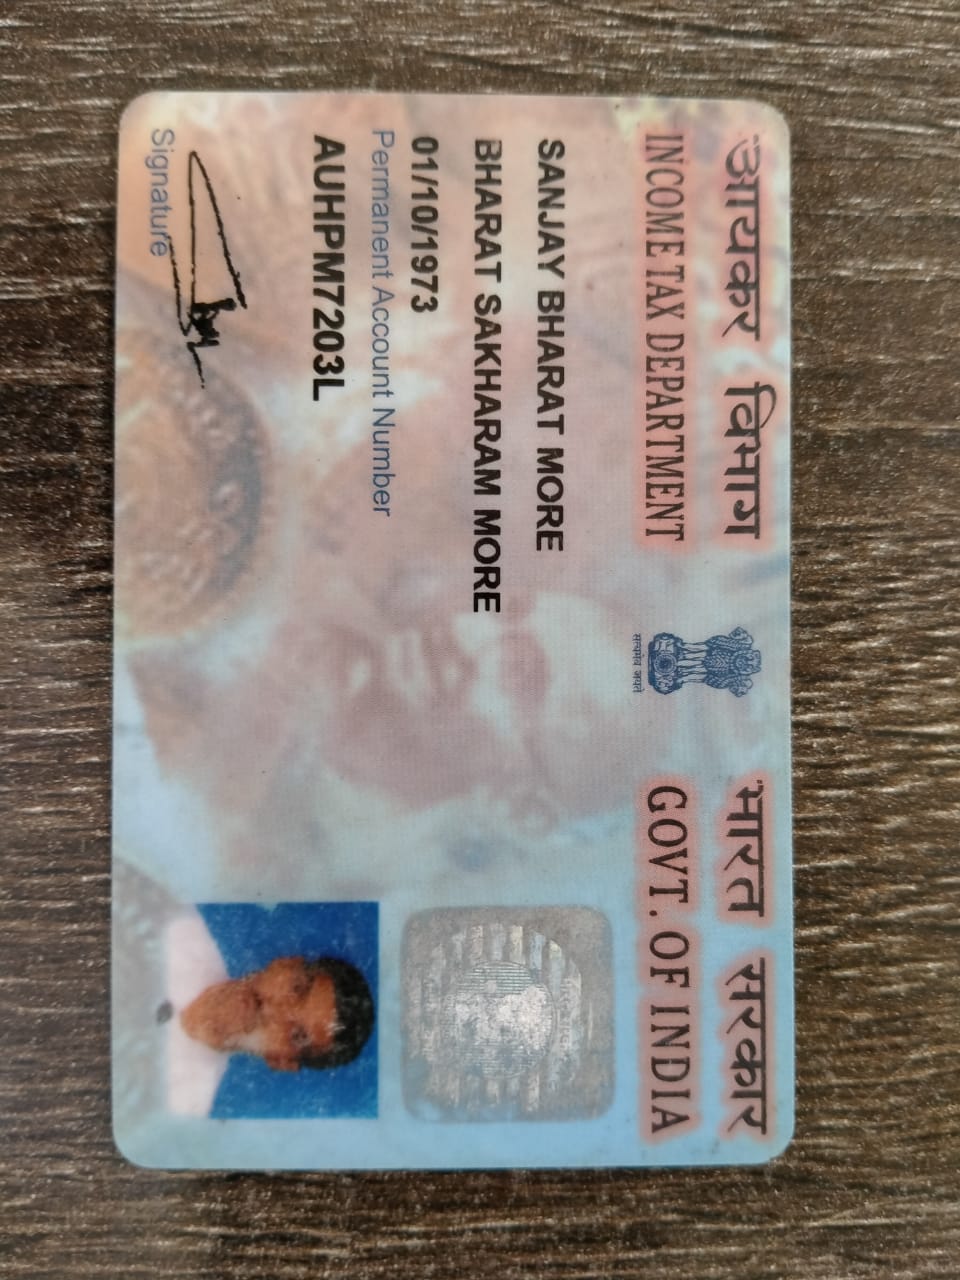 आयकर विभाग
INCOME TAX DEPARTMENT
सत्यमेव जयते
भारत सरकार
GOVT. OF INDIA
SANJAY BHARAT MORE
BHARAT SAKHARAM MORE
01/10/1973
Permanent Account Number
AUHPM7203L
Signature